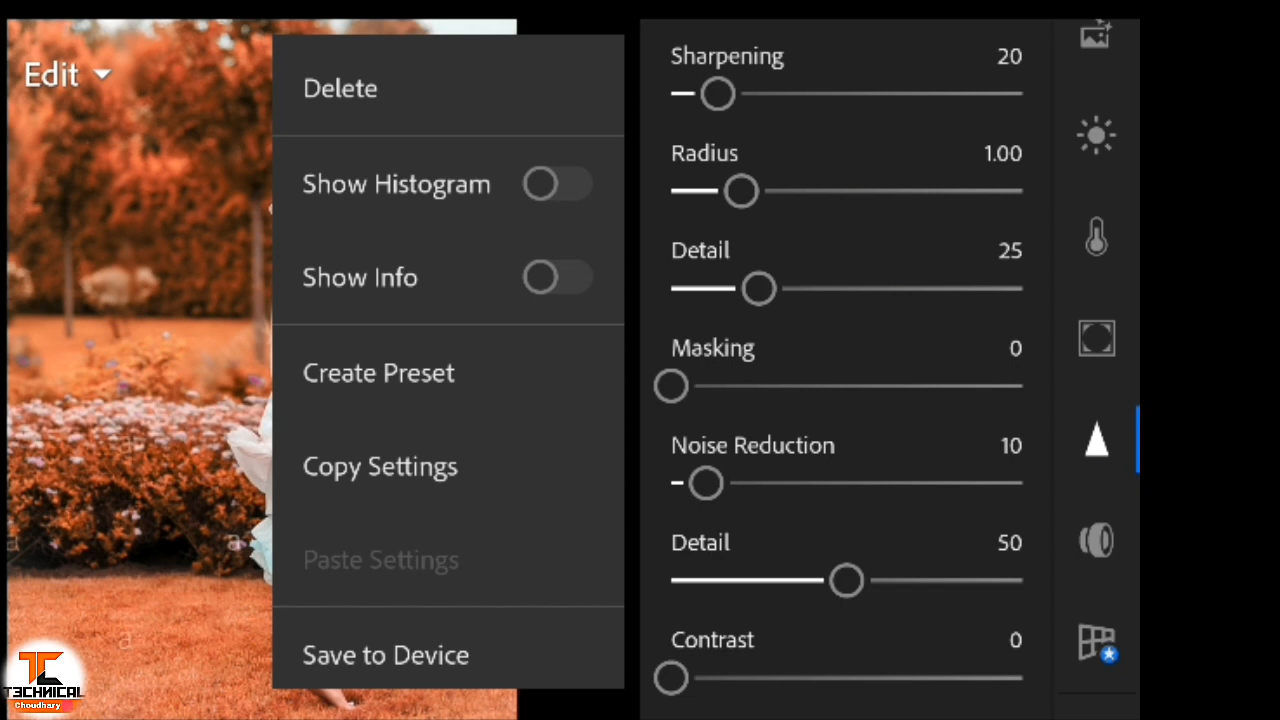 Edit
Delete
Show Histogram
Show Info
Create Preset
Copy Settings
Paste Settings
Save to Device
Sharpening 20
Radius 1.00
Detail 25
Masking 0
Noise Reduction 10
Detail 50
Contrast 0
a
a
a
TC
TECHNICAL
Choudhary